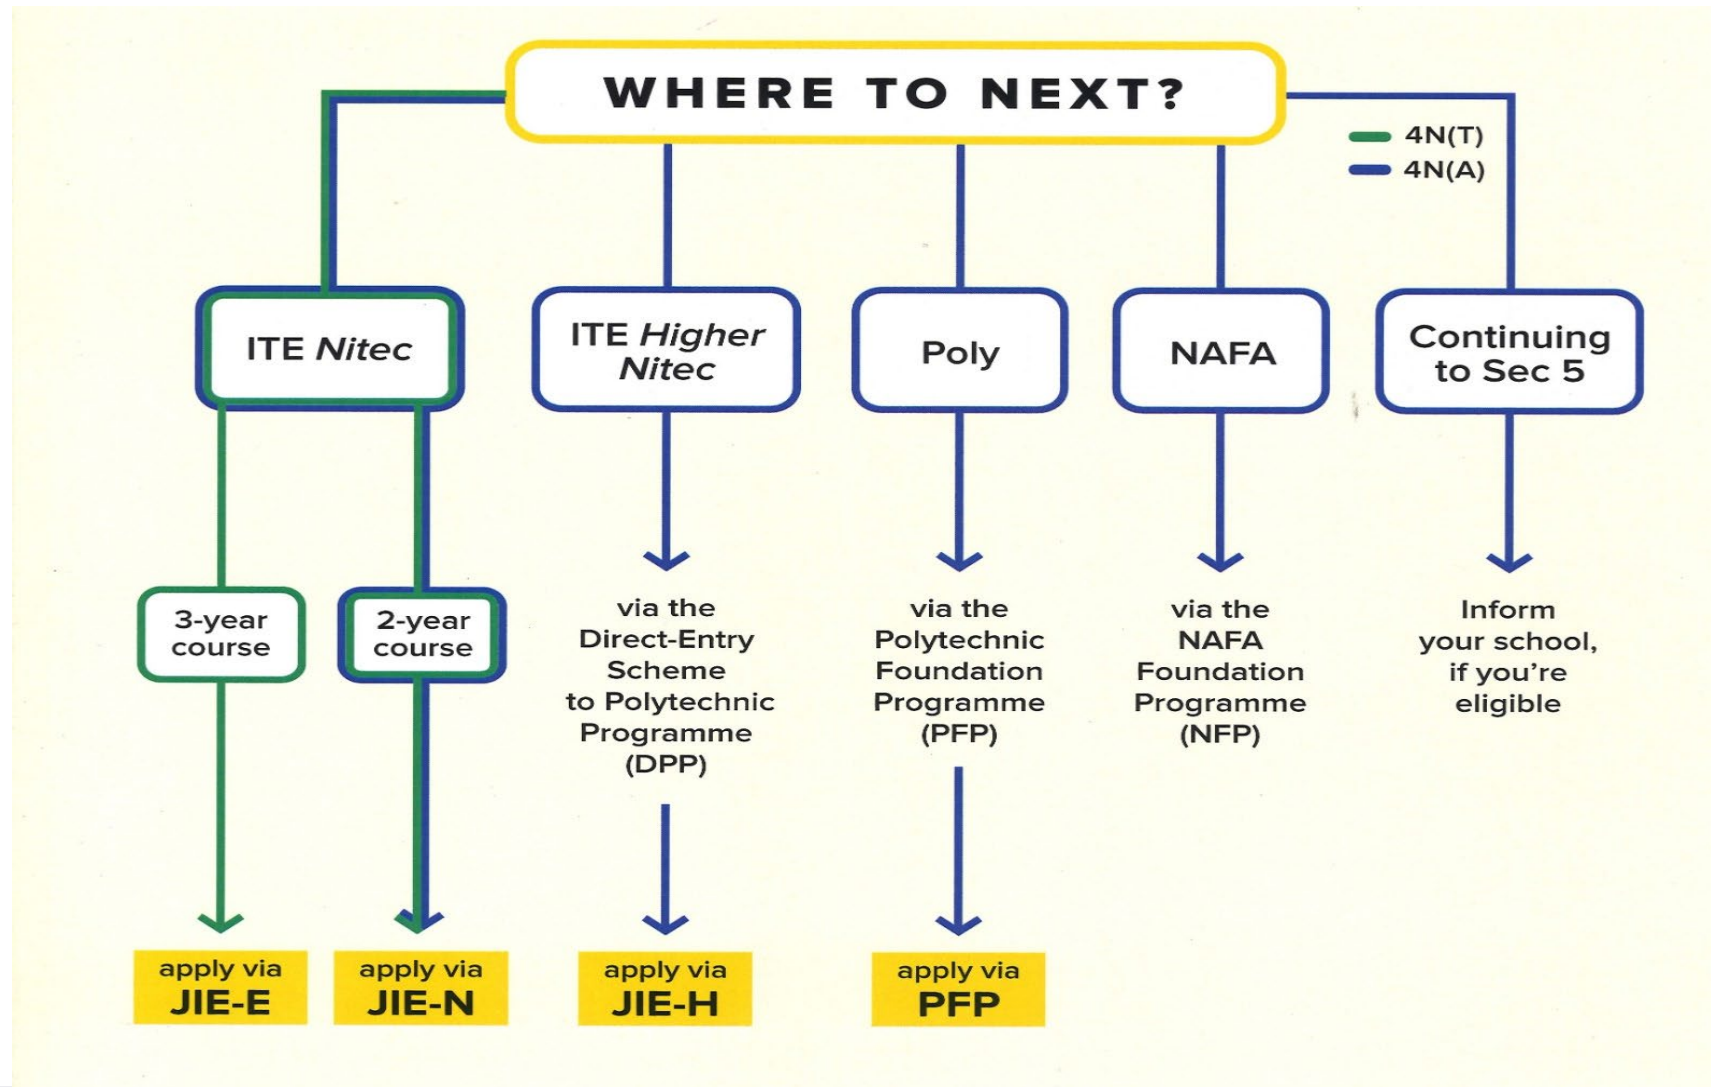 WHERE TO NEXT?
4N(T)
4N(A)
ITE Nitec
ITE Higher
Nitec
Poly
NAFA
Continuing
to Sec 5
3-year
course
2-year
course
via the
Direct-Entry
Scheme
to Polytechnic
Programme
(DPP)
via the
Polytechnic
Foundation
Programme
(PFP)
via the
NAFA
Foundation
Programme
(NFP)
Inform
your school,
if you're
eligible
apply via
JIE-E
apply via
JIE-N
apply via
JIE-H
apply via
PFP